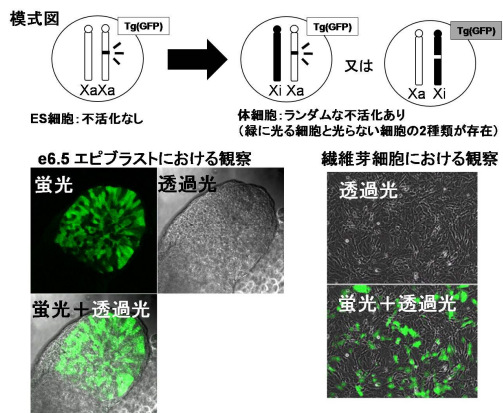 模式図
Tg(GFP)
XaXa
ES細胞:不活化なし
Tg(GFP)
Xi Xa
又は
Tg(GFP)
Xa Xi
体細胞:ランダムな不活化あり
(緑に光る細胞と光らない細胞の2種類が存在)
e6.5 エピブラストにおける観察
蛍光
透過光
蛍光+透過光
繊維芽細胞における観察
透過光
蛍光+透過光